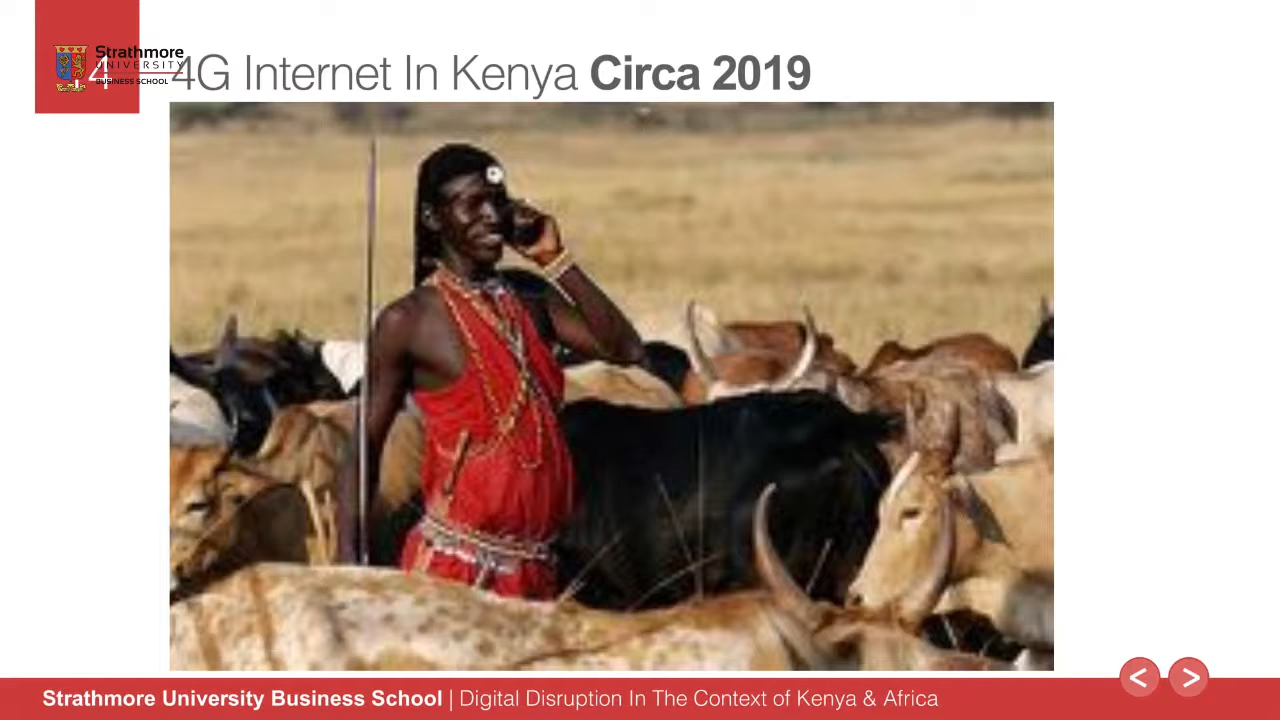 Strathmore
UNIVERSITY
BUSINESS SCHOOL
14
4G Internet In Kenya Circa 2019
Strathmore University Business School | Digital Disruption In The Context of Kenya & Africa